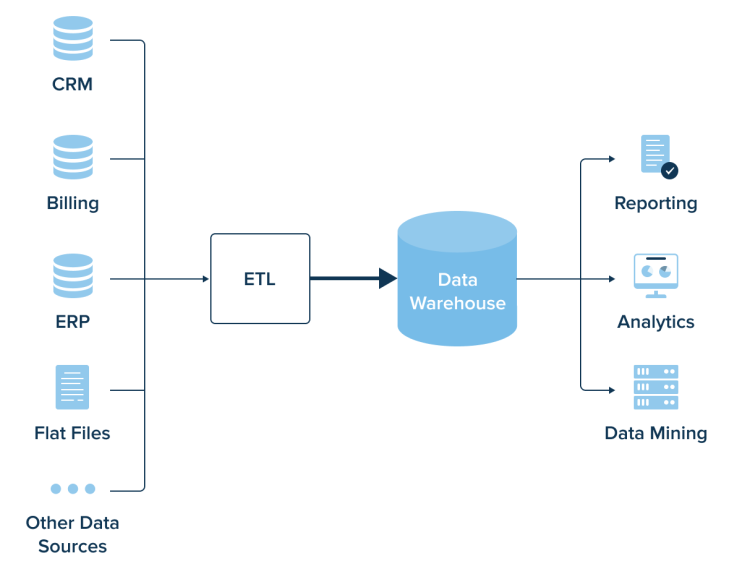 CRM
Billing
ERP
Flat Files
Other Data
Sources
ETL
Data
Warehouse
Reporting
Analytics
Data Mining